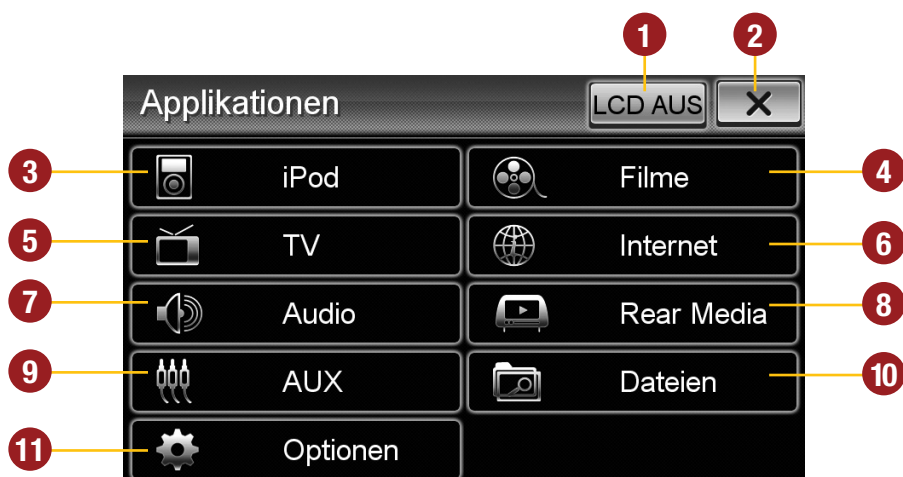 1 2
Applikationen LCD AUS
3 iPod Filme 4
5 TV Internet 6
7 Audio Rear Media 8
9 AUX Dateien 10
11 Optionen